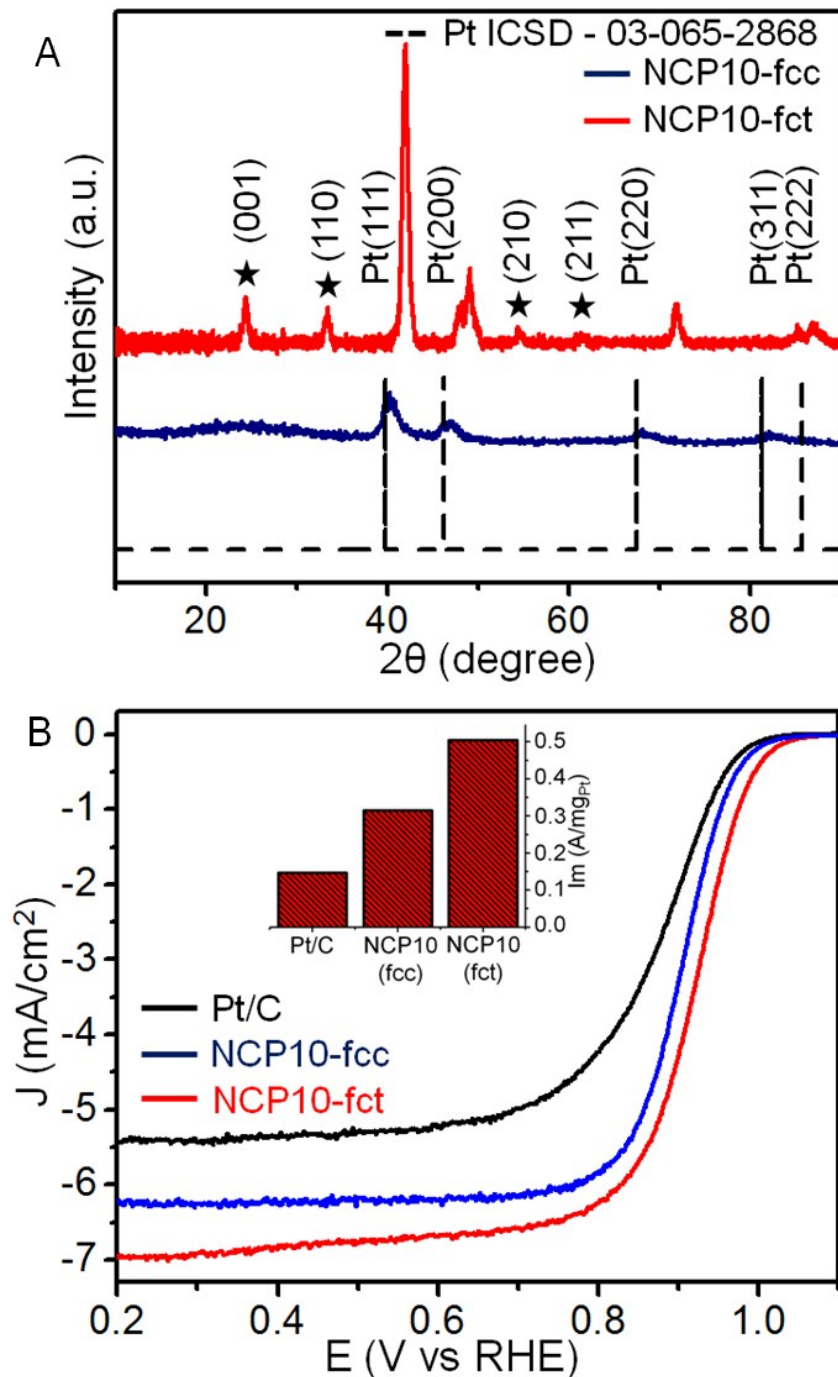 A
Pt ICSD - 03-065-2868
NCP10-fcc
NCP10-fct
Intensity (a.u.)
★ (001)
★ (110)
Pt(111)
Pt(200)
★ (210)
★ (211)
Pt(220)
Pt(311)
Pt(222)
20 40 60 80
2θ (degree)
B
0
-1
-2
-3
-4
-5
-6
-7
J (mA/cm²)
0.5
0.4
0.3
0.2
0.1
0.0
Im (A/mgPt)
Pt/C NCP10 (fcc) NCP10 (fct)
Pt/C
NCP10-fcc
NCP10-fct
0.2 0.4 0.6 0.8 1.0
E (V vs RHE)